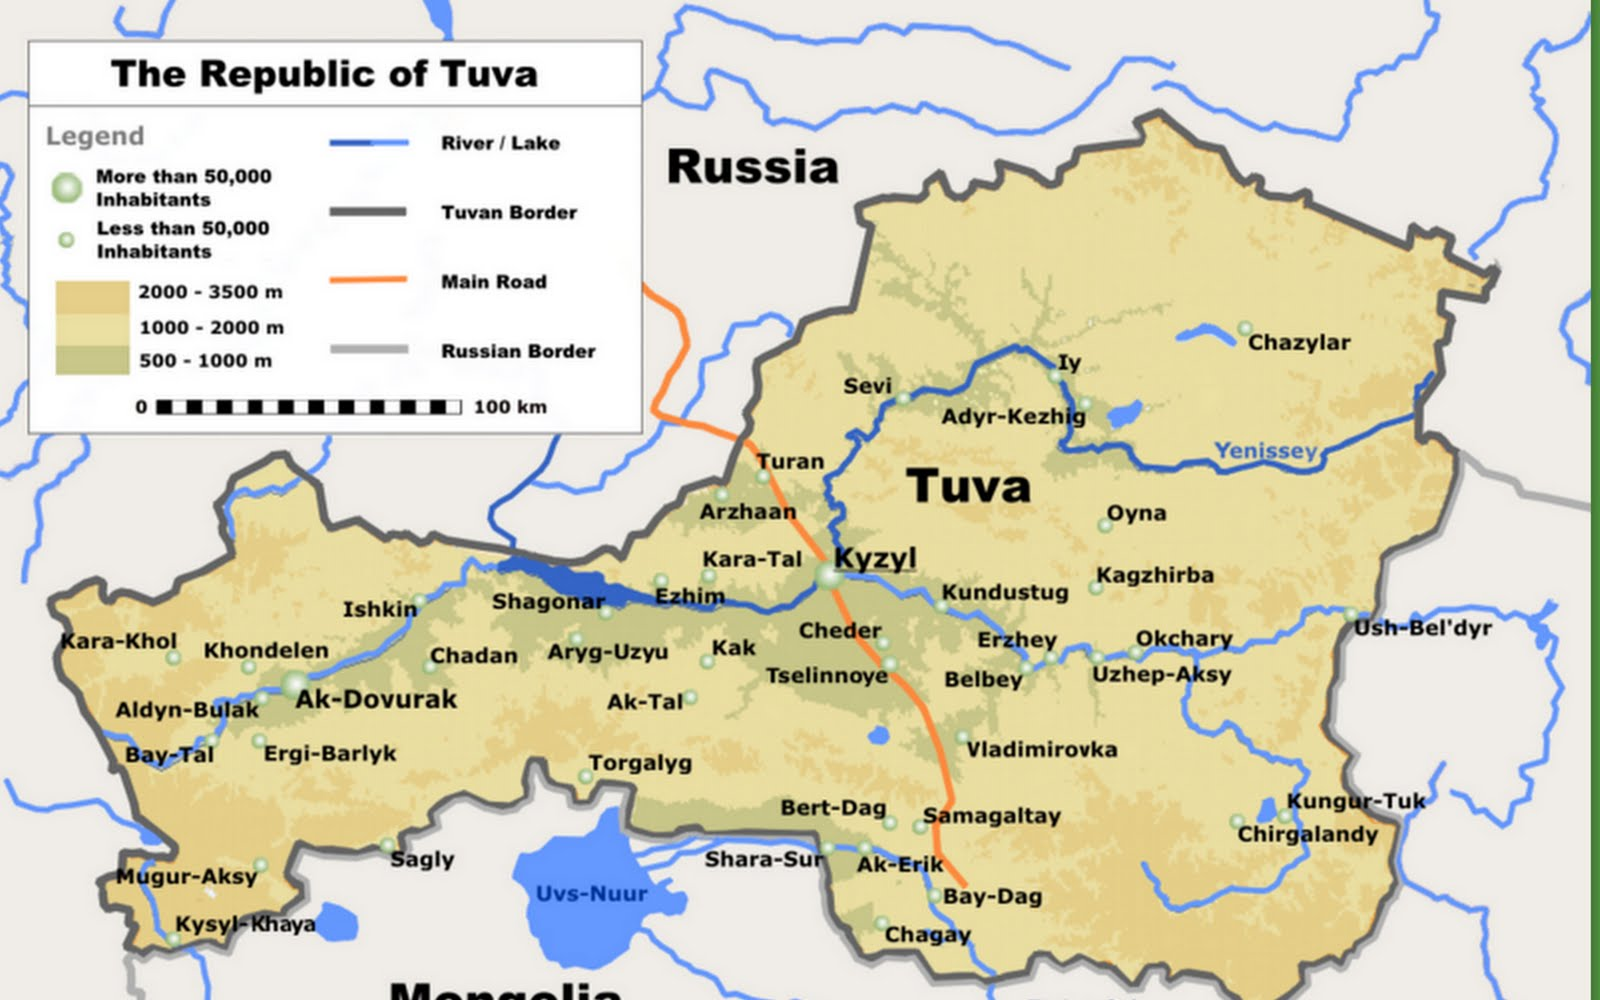 The Republic of Tuva
Legend
More than 50,000
Inhabitants
Less than 50,000
Inhabitants
2000 - 3500 m
1000 - 2000 m
500 - 1000 m
River / Lake
Tuvan Border
Main Road
Russian Border
0
100 km
Russia
Chazylar
Iy
Sevi
Adyr-Kezhig
Yenissey
Turan
Tuva
Arzhaan
Oyna
Kara-Tal
Kyzyl
Kagzhirba
Ezhim
Kundustug
Shagonar
Ishkin
Ush-Bel'dyr
Cheder
Erzhey
Okchary
Kara-Khol
Khondelen
Chadan
Aryg-Uzyu
Kak
Tselinnoye
Belbey
Uzhep-Aksy
Ak-Dovurak
Ak-Tal
Aldyn-Bulak
Bay-Tal
Ergi-Barlyk
Vladimirovka
Torgalyg
Bert-Dag
Samagaltay
Kungur-Tuk
Chirgalandy
Sagly
Shara-Sur
Ak-Erik
Mugur-Aksy
Uvs-Nuur
Bay-Dag
Kysyl-Khaya
Chagay
Mongolia